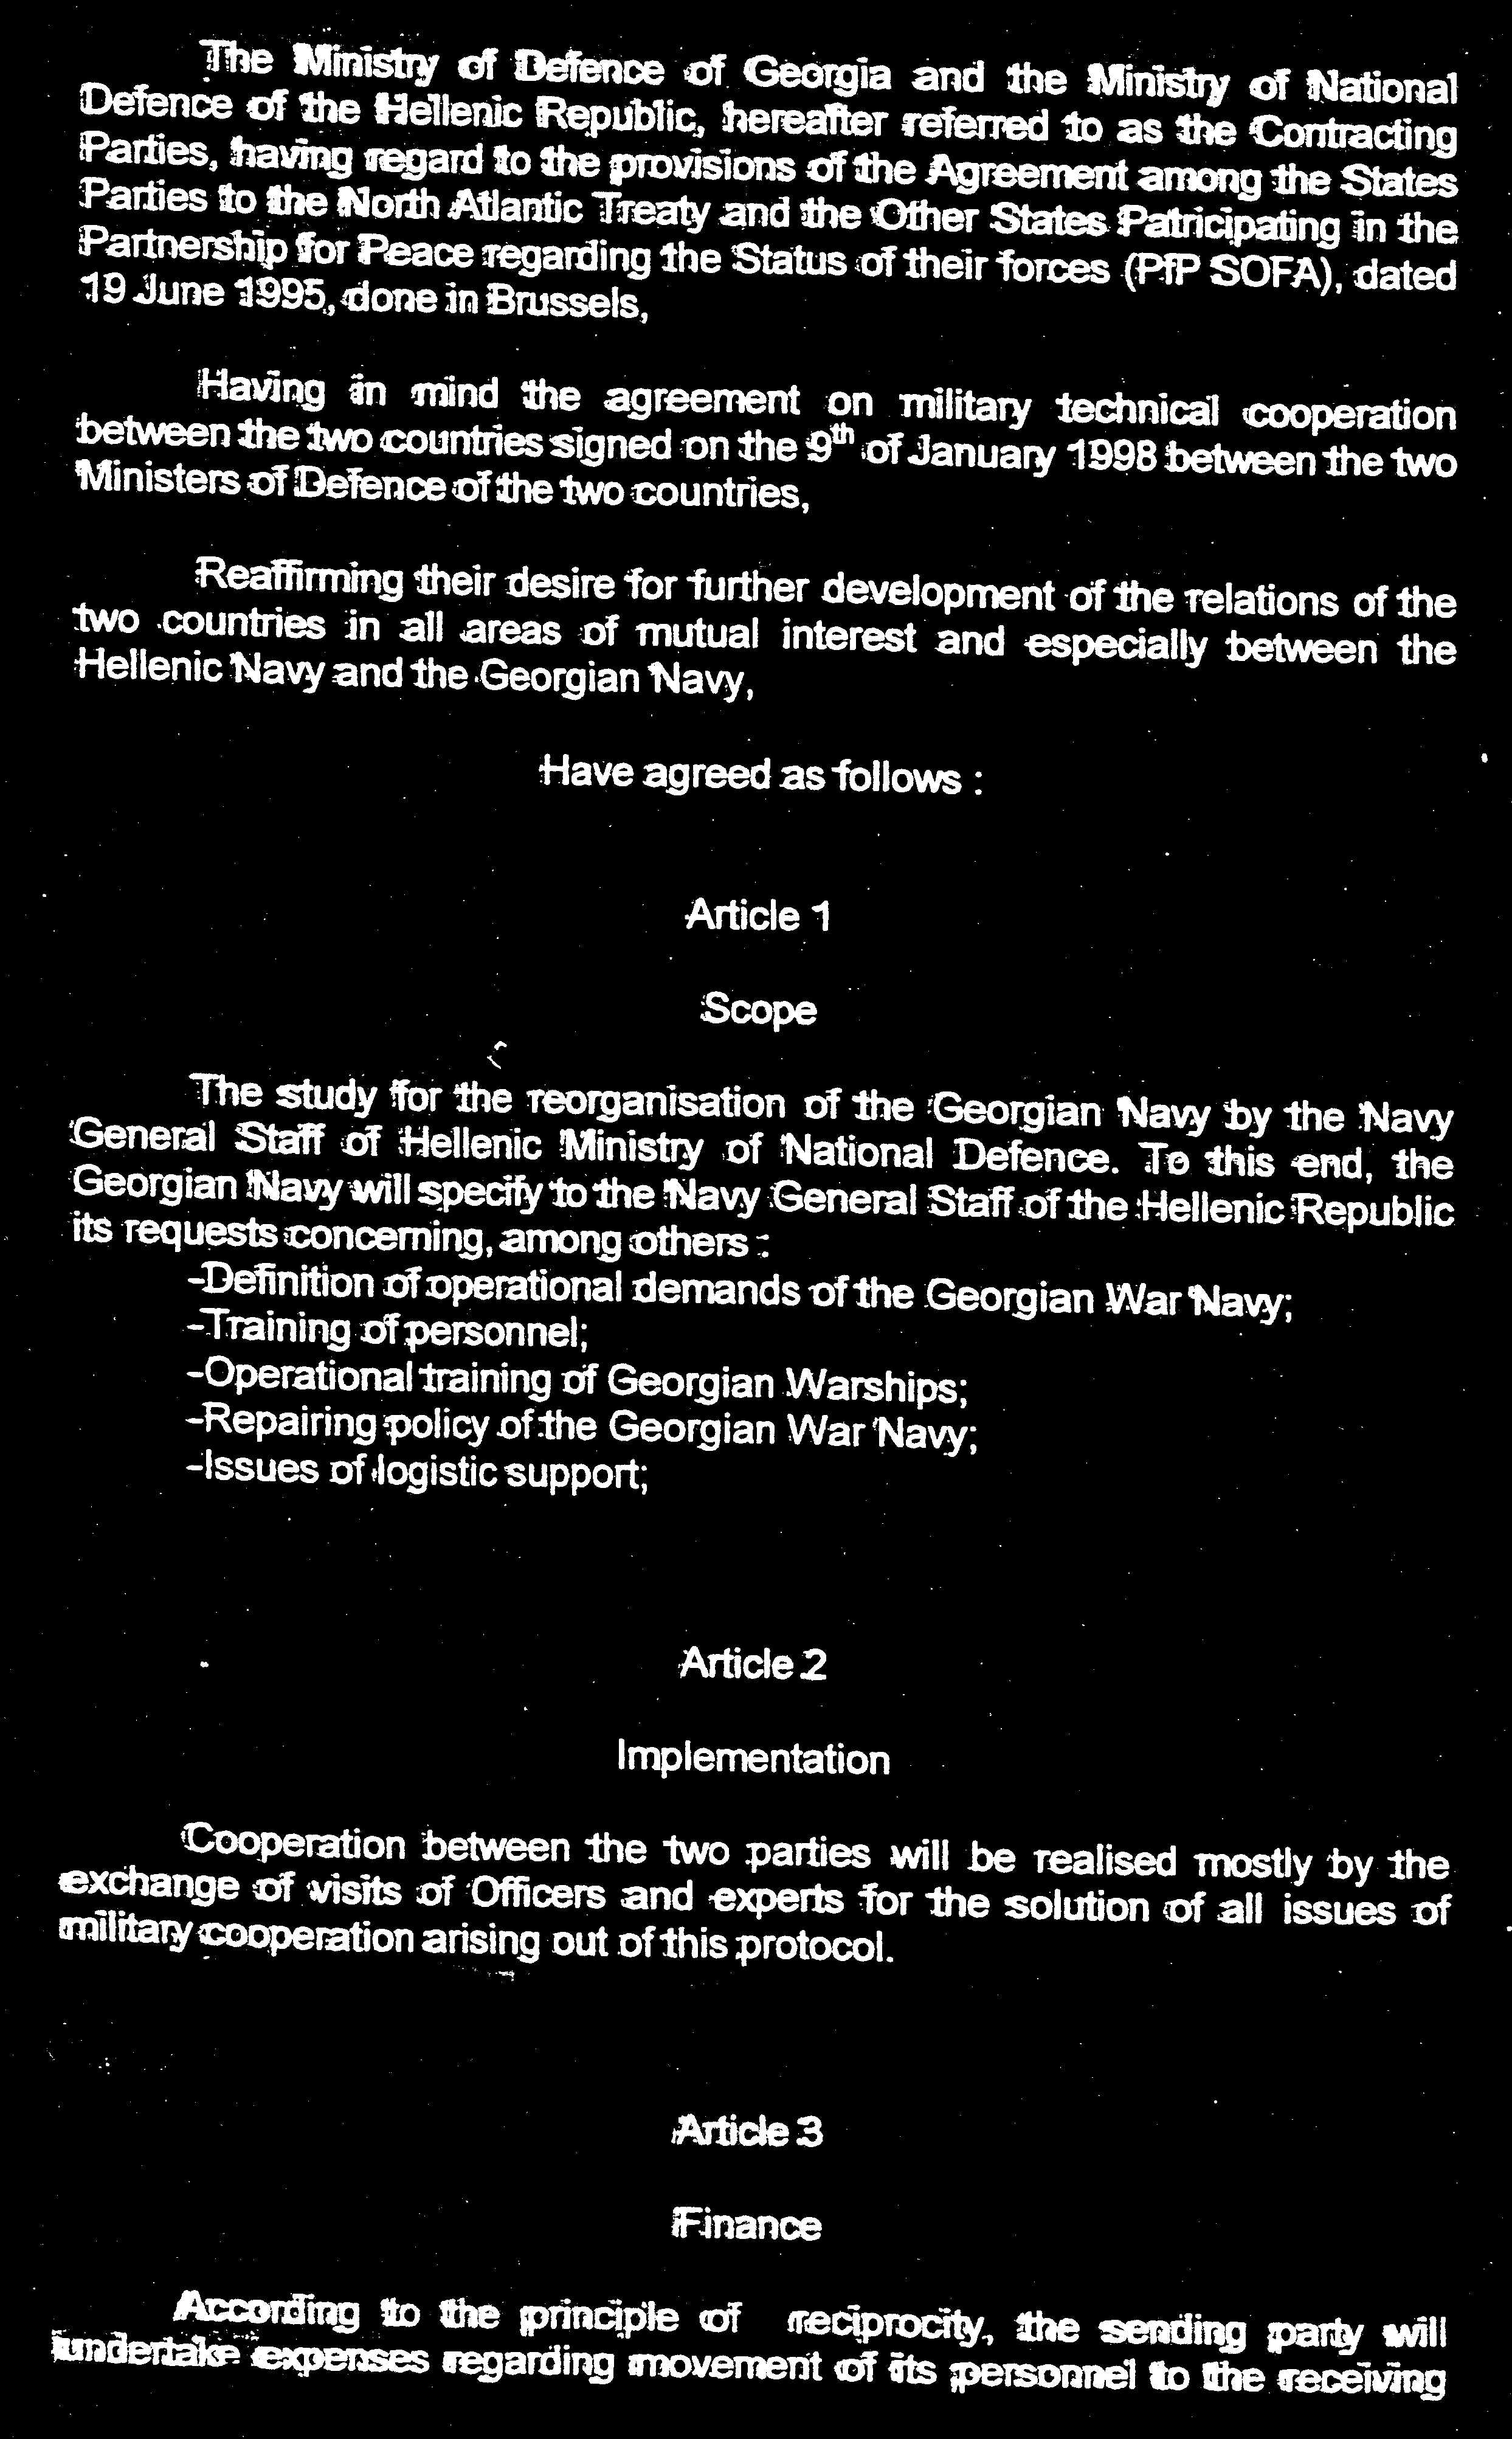 The Ministry of Defence of Georgia and the Ministry of National
Defence of the Hellenic Republic, hereafter referred to as the Contracting
Parties, having regard to the provisions of the Agreement among the States
Parties to the North Atlantic Treaty and the Other States Patricipating in the
Partnership for Peace regarding the Status of their forces (PfP SOFA), dated
19 June 1995, done in Brussels,
Having in mind the agreement on military technical cooperation
between the two countries signed on the 9th of January 1998 between the two
Ministers of Defence of the two countries,
Reaffirming their desire for further development of the relations of the
two countries in all areas of mutual interest and especially between the
Hellenic Navy and the Georgian Navy,
Have agreed as follows :
Article 1
Scope
The study for the reorganisation of the Georgian Navy by the Navy
General Staff of Hellenic Ministry of National Defence. To this end, the
Georgian Navy will specify to the Navy General Staff of the Hellenic Republic
its requests concerning, among others :
-Definition of operational demands of the Georgian War Navy;
-Training of personnel;
-Operational training of Georgian Warships;
-Repairing policy of the Georgian War Navy;
-Issues of logistic support;
Article 2
Implementation
Cooperation between the two parties will be realised mostly by the
exchange of visits of Officers and experts for the solution of all issues of
military cooperation arising out of this protocol.
Article 3
Finance
According to the principle of reciprocity, the sending party will
undertake expenses regarding movement of its personnel to the receiving